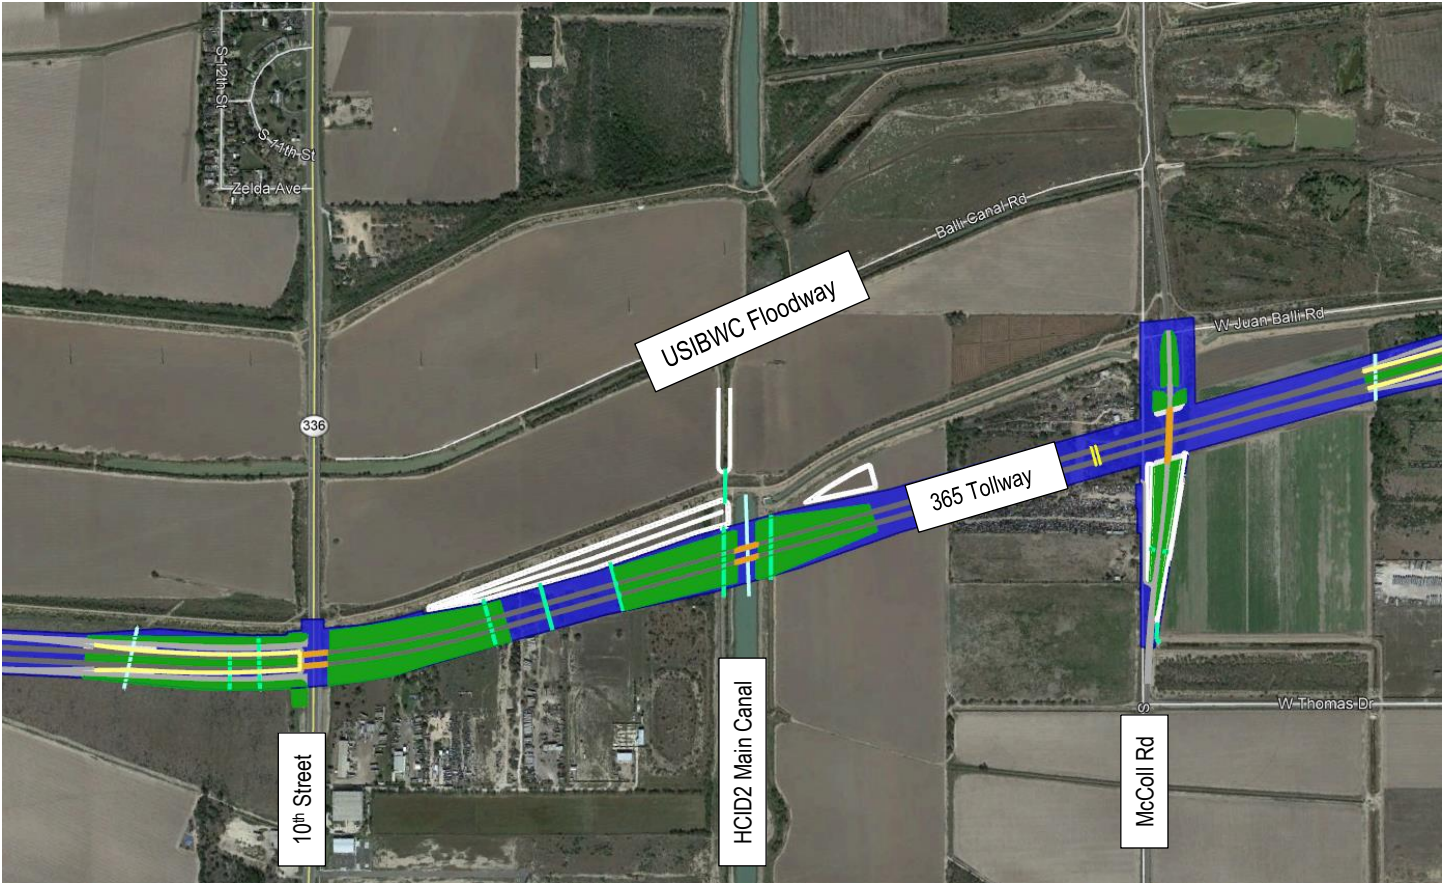 S 12th St
S 11th St
Zelda Ave
Balli Canal Rd
USIBWC Floodway
W Juan Balli Rd
336
365 Tollway
W Thomas Dr
S
10th Street
HCID2 Main Canal
McColl Rd